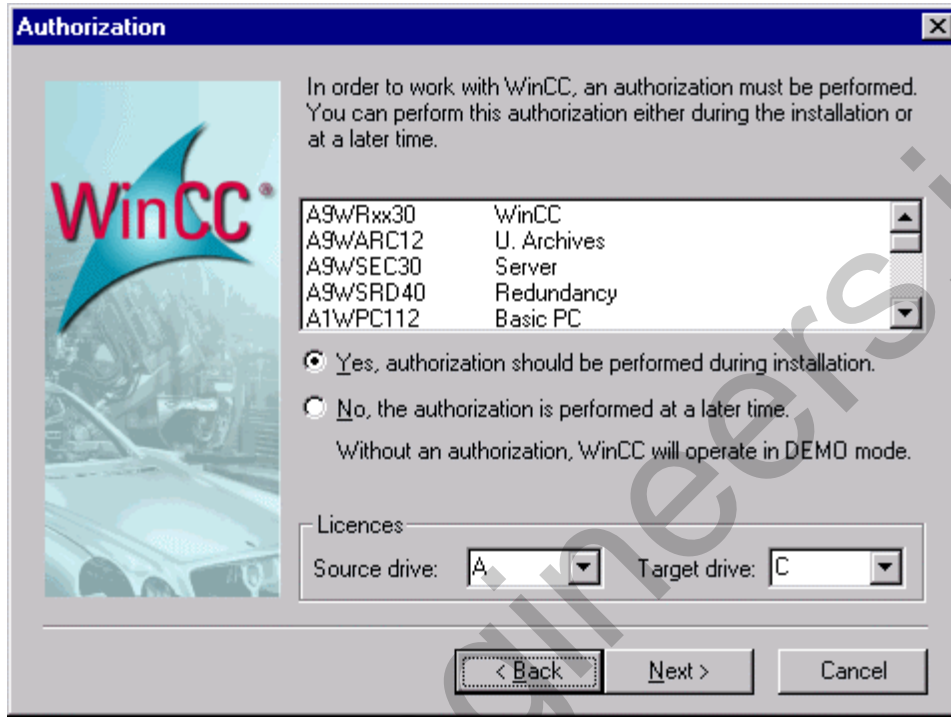 Authorization
In order to work with WinCC, an authorization must be performed.
You can perform this authorization either during the installation or
at a later time.
WinCC®
A9WRxx30 WinCC
A9WARC12 U. Archives
A9WSEC30 Server
A9WSRD40 Redundancy
A1WPC112 Basic PC
Yes, authorization should be performed during installation.
No, the authorization is performed at a later time.
Without an authorization, WinCC will operate in DEMO mode.
Licences
Source drive: A Target drive: C
< Back Next > Cancel